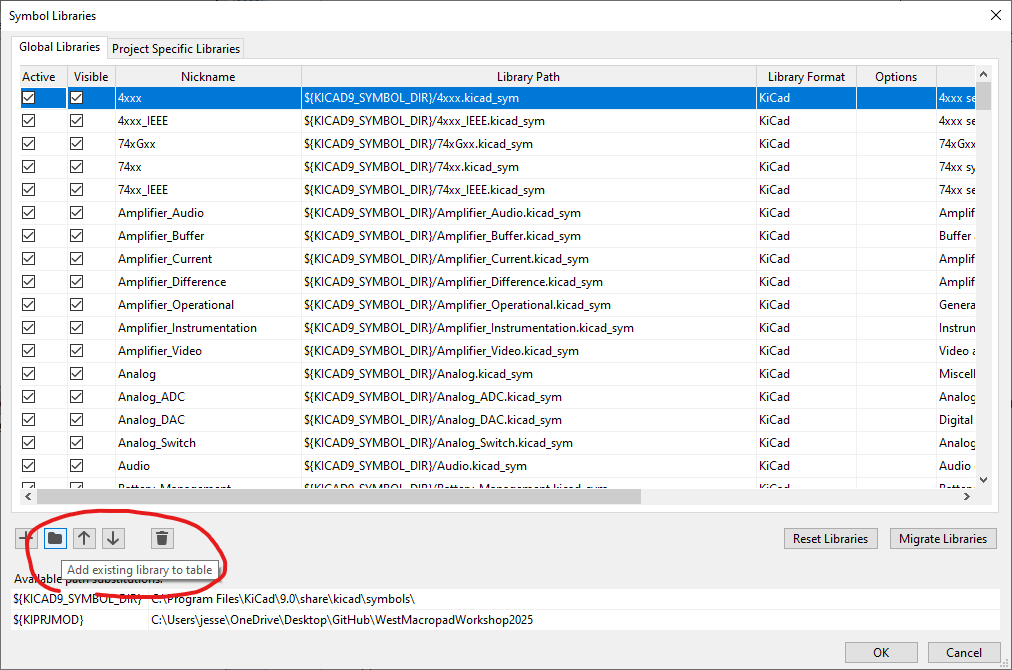 Symbol Libraries
Global Libraries Project Specific Libraries
Active Visible Nickname Library Path Library Format Options
4xxx ${KICAD9_SYMBOL_DIR}/4xxx.kicad_sym KiCad 4xxx se
4xxx_IEEE ${KICAD9_SYMBOL_DIR}/4xxx_IEEE.kicad_sym KiCad 4xxx se
74xGxx ${KICAD9_SYMBOL_DIR}/74xGxx.kicad_sym KiCad 74xGx
74xx ${KICAD9_SYMBOL_DIR}/74xx.kicad_sym KiCad 74xx sy
74xx_IEEE ${KICAD9_SYMBOL_DIR}/74xx_IEEE.kicad_sym KiCad 74xx se
Amplifier_Audio ${KICAD9_SYMBOL_DIR}/Amplifier_Audio.kicad_sym KiCad Amplif
Amplifier_Buffer ${KICAD9_SYMBOL_DIR}/Amplifier_Buffer.kicad_sym KiCad Buffer
Amplifier_Current ${KICAD9_SYMBOL_DIR}/Amplifier_Current.kicad_sym KiCad Amplif
Amplifier_Difference ${KICAD9_SYMBOL_DIR}/Amplifier_Difference.kicad_sym KiCad Amplif
Amplifier_Operational ${KICAD9_SYMBOL_DIR}/Amplifier_Operational.kicad_sym KiCad Genera
Amplifier_Instrumentation ${KICAD9_SYMBOL_DIR}/Amplifier_Instrumentation.kicad_sym KiCad Instrun
Amplifier_Video ${KICAD9_SYMBOL_DIR}/Amplifier_Video.kicad_sym KiCad Video a
Analog ${KICAD9_SYMBOL_DIR}/Analog.kicad_sym KiCad Miscell
Analog_ADC ${KICAD9_SYMBOL_DIR}/Analog_ADC.kicad_sym KiCad Analog
Analog_DAC ${KICAD9_SYMBOL_DIR}/Analog_DAC.kicad_sym KiCad Digital
Analog_Switch ${KICAD9_SYMBOL_DIR}/Analog_Switch.kicad_sym KiCad Analog
Audio ${KICAD9_SYMBOL_DIR}/Audio.kicad_sym KiCad Audio
Battery_Management ${KICAD9_SYMBOL_DIR}/Battery_Management.kicad_sym KiCad Battery
Reset Libraries Migrate Libraries
Add existing library to table
Available path substitutions:
${KICAD9_SYMBOL_DIR} C:\Program Files\KiCad\9.0\share\kicad\symbols\
${KIPRJMOD} C:\Users\jesse\OneDrive\Desktop\GitHub\WestMacropadWorkshop2025
OK Cancel